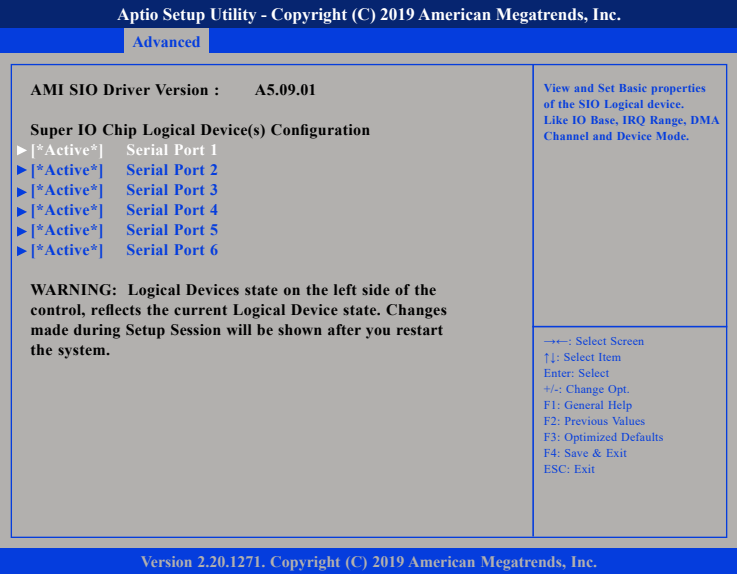 Aptio Setup Utility - Copyright (C) 2019 American Megatrends, Inc.
Advanced
AMI SIO Driver Version : A5.09.01
Super IO Chip Logical Device(s) Configuration
►[*Active*] Serial Port 1
►[*Active*] Serial Port 2
►[*Active*] Serial Port 3
►[*Active*] Serial Port 4
►[*Active*] Serial Port 5
►[*Active*] Serial Port 6
WARNING: Logical Devices state on the left side of the
control, reflects the current Logical Device state. Changes
made during Setup Session will be shown after you restart
the system.
View and Set Basic properties
of the SIO Logical device.
Like IO Base, IRQ Range, DMA
Channel and Device Mode.
→←: Select Screen
↑↓: Select Item
Enter: Select
+/-: Change Opt.
F1: General Help
F2: Previous Values
F3: Optimized Defaults
F4: Save & Exit
ESC: Exit
Version 2.20.1271. Copyright (C) 2019 American Megatrends, Inc.